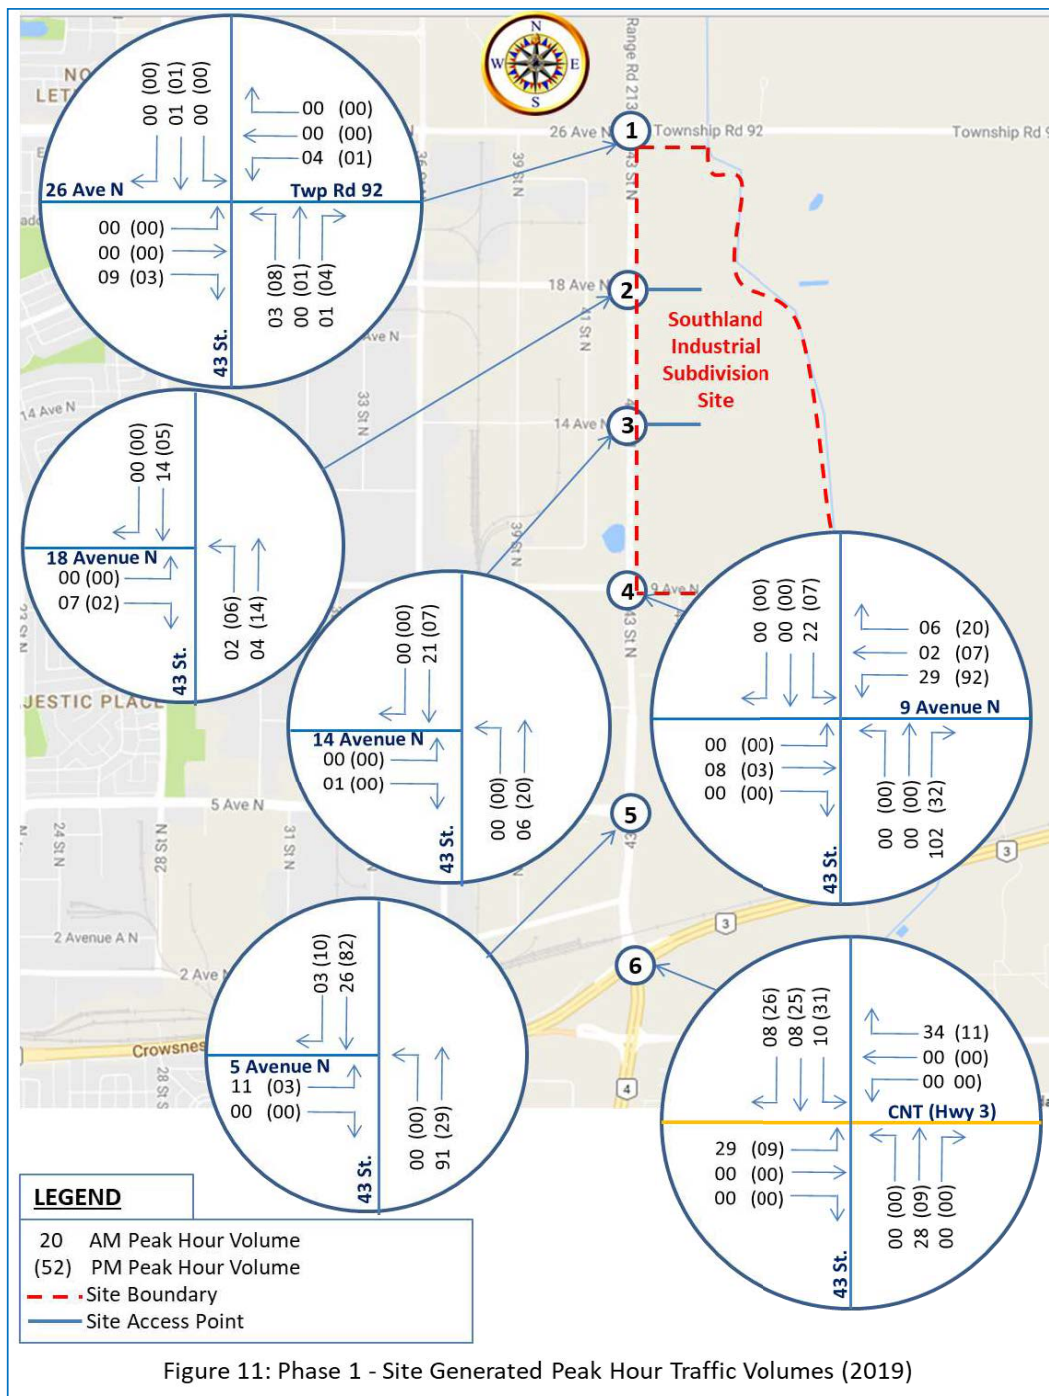 N
W
E
S
NO
LET
Range Rd 213
26 Ave N
1
Township Rd 92
Township Rd 9
43 St N
39 St N
00 (00)
01 (01)
00 (00)
00 (00)
00 (00)
04 (01)
26 Ave N
Twp Rd 92
00 (00)
00 (00)
09 (03)
03 (08)
00 (01)
01 (04)
43 St.
18 Ave N
2
41 St N
Ave N
33 St N
14 Ave N
14 Ave N
3
Southland
Industrial
Subdivision
Site
00 (00)
14 (05)
18 Avenue N
00 (00)
07 (02)
02 (06)
04 (14)
43 St.
39 St N
4
9 Ave N
43 St N
JESTIC PLACE
00 (00)
21 (07)
14 Avenue N
00 (00)
01 (00)
00 (00)
06 (20)
43 St.
00 (00)
00 (00)
22 (07)
06 (20)
02 (07)
29 (92)
9 Avenue N
00 (00)
08 (03)
00 (00)
00 (00)
00 (00)
102 (32)
43 St.
5 Ave N
5
24 St N
28 St N
31 St N
3
3
2 Avenue A N
2 Ave N
6
4
Crowsnes
28 St S
03 (10)
26 (82)
5 Avenue N
11 (03)
00 (00)
00 (00)
91 (29)
43 St.
08 (26)
08 (25)
10 (31)
34 (11)
00 (00)
00 00)
CNT (Hwy 3)
29 (09)
00 (00)
00 (00)
00 (00)
28 (09)
00 (00)
43 St.
LEGEND
20 AM Peak Hour Volume
(52) PM Peak Hour Volume
Site Boundary
Site Access Point
Figure 11: Phase 1 - Site Generated Peak Hour Traffic Volumes (2019)